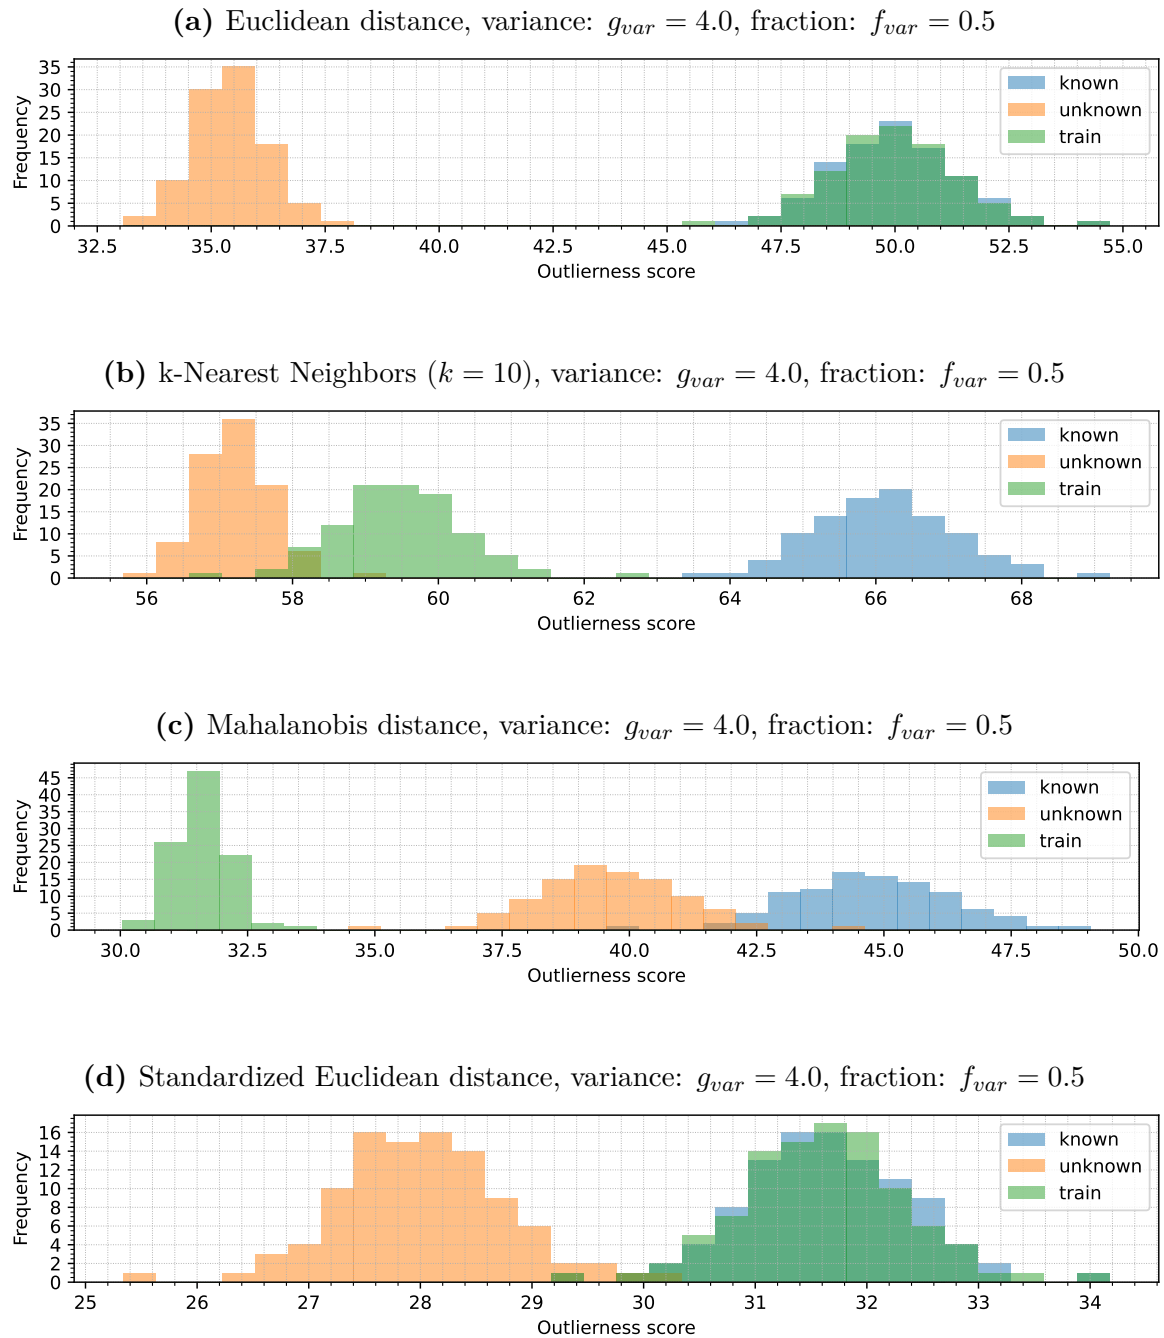 (a) Euclidean distance, variance: g_var = 4.0, fraction: f_var = 0.5
35
30
25
20
15
10
5
0
Frequency
known
unknown
train
32.5 35.0 37.5 40.0 42.5 45.0 47.5 50.0 52.5 55.0
Outlierness score
(b) k-Nearest Neighbors (k = 10), variance: g_var = 4.0, fraction: f_var = 0.5
35
30
25
20
15
10
5
0
Frequency
known
unknown
train
56 58 60 62 64 66 68
Outlierness score
(c) Mahalanobis distance, variance: g_var = 4.0, fraction: f_var = 0.5
45
40
35
30
25
20
15
10
5
0
Frequency
known
unknown
train
30.0 32.5 35.0 37.5 40.0 42.5 45.0 47.5 50.0
Outlierness score
(d) Standardized Euclidean distance, variance: g_var = 4.0, fraction: f_var = 0.5
16
14
12
10
8
6
4
2
0
Frequency
known
unknown
train
25 26 27 28 29 30 31 32 33 34
Outlierness score